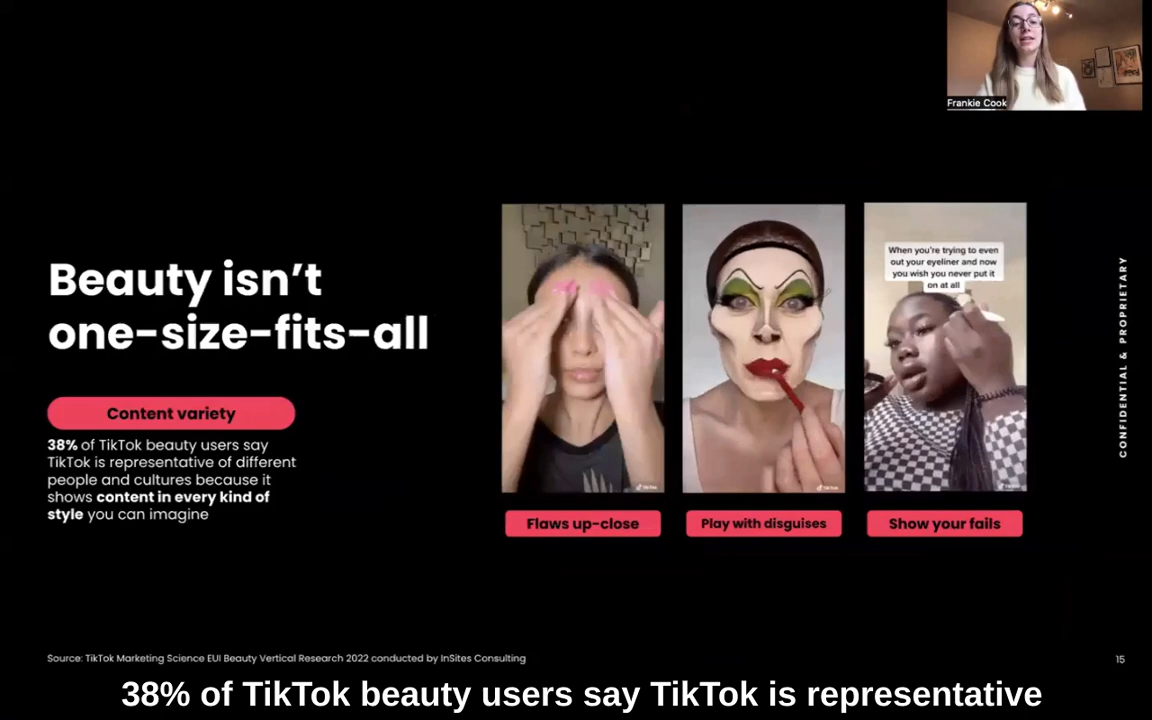 Frankie Cook
Beauty isn’t
one-size-fits-all
Content variety
38% of TikTok beauty users say
TikTok is representative of different
people and cultures because it
shows content in every kind of
style you can imagine
When you're trying to even
out your eyeliner and now
you wish you never put it
on at all
TikTok
TikTok
TikTok
Flaws up-close
Play with disguises
Show your fails
CONFIDENTIAL & PROPRIETARY
Source: TikTok Marketing Science EUI Beauty Vertical Research 2022 conducted by InSites Consulting
15
38% of TikTok beauty users say TikTok is representative